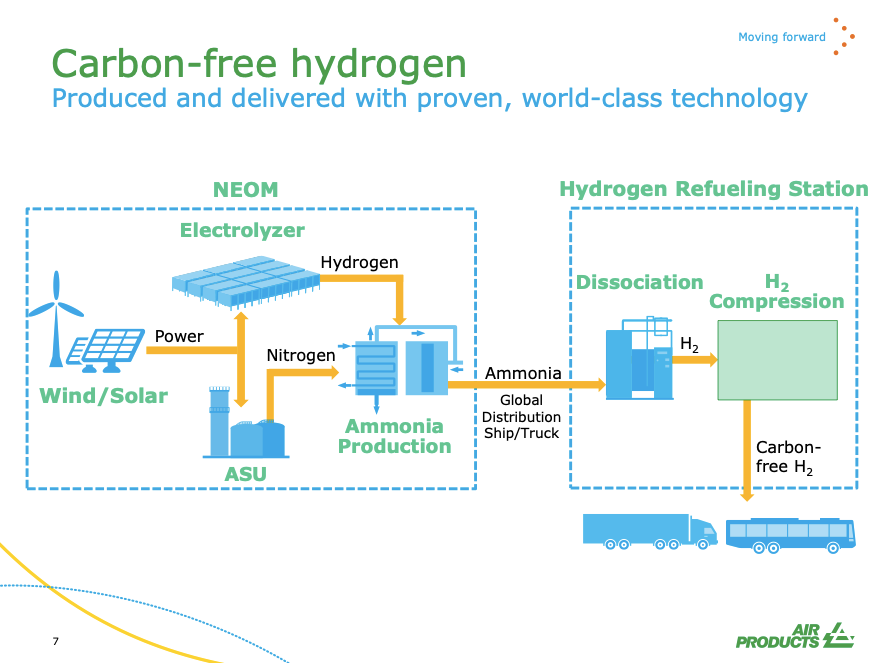 Moving forward
Carbon-free hydrogen
Produced and delivered with proven, world-class technology
NEOM
Electrolyzer
Hydrogen
Power
Nitrogen
Wind/Solar
Ammonia
Production
ASU
Ammonia
Global
Distribution
Ship/Truck
Hydrogen Refueling Station
Dissociation
H₂
Compression
H₂
Carbon-
free H₂
7
AIR
PRODUCTS